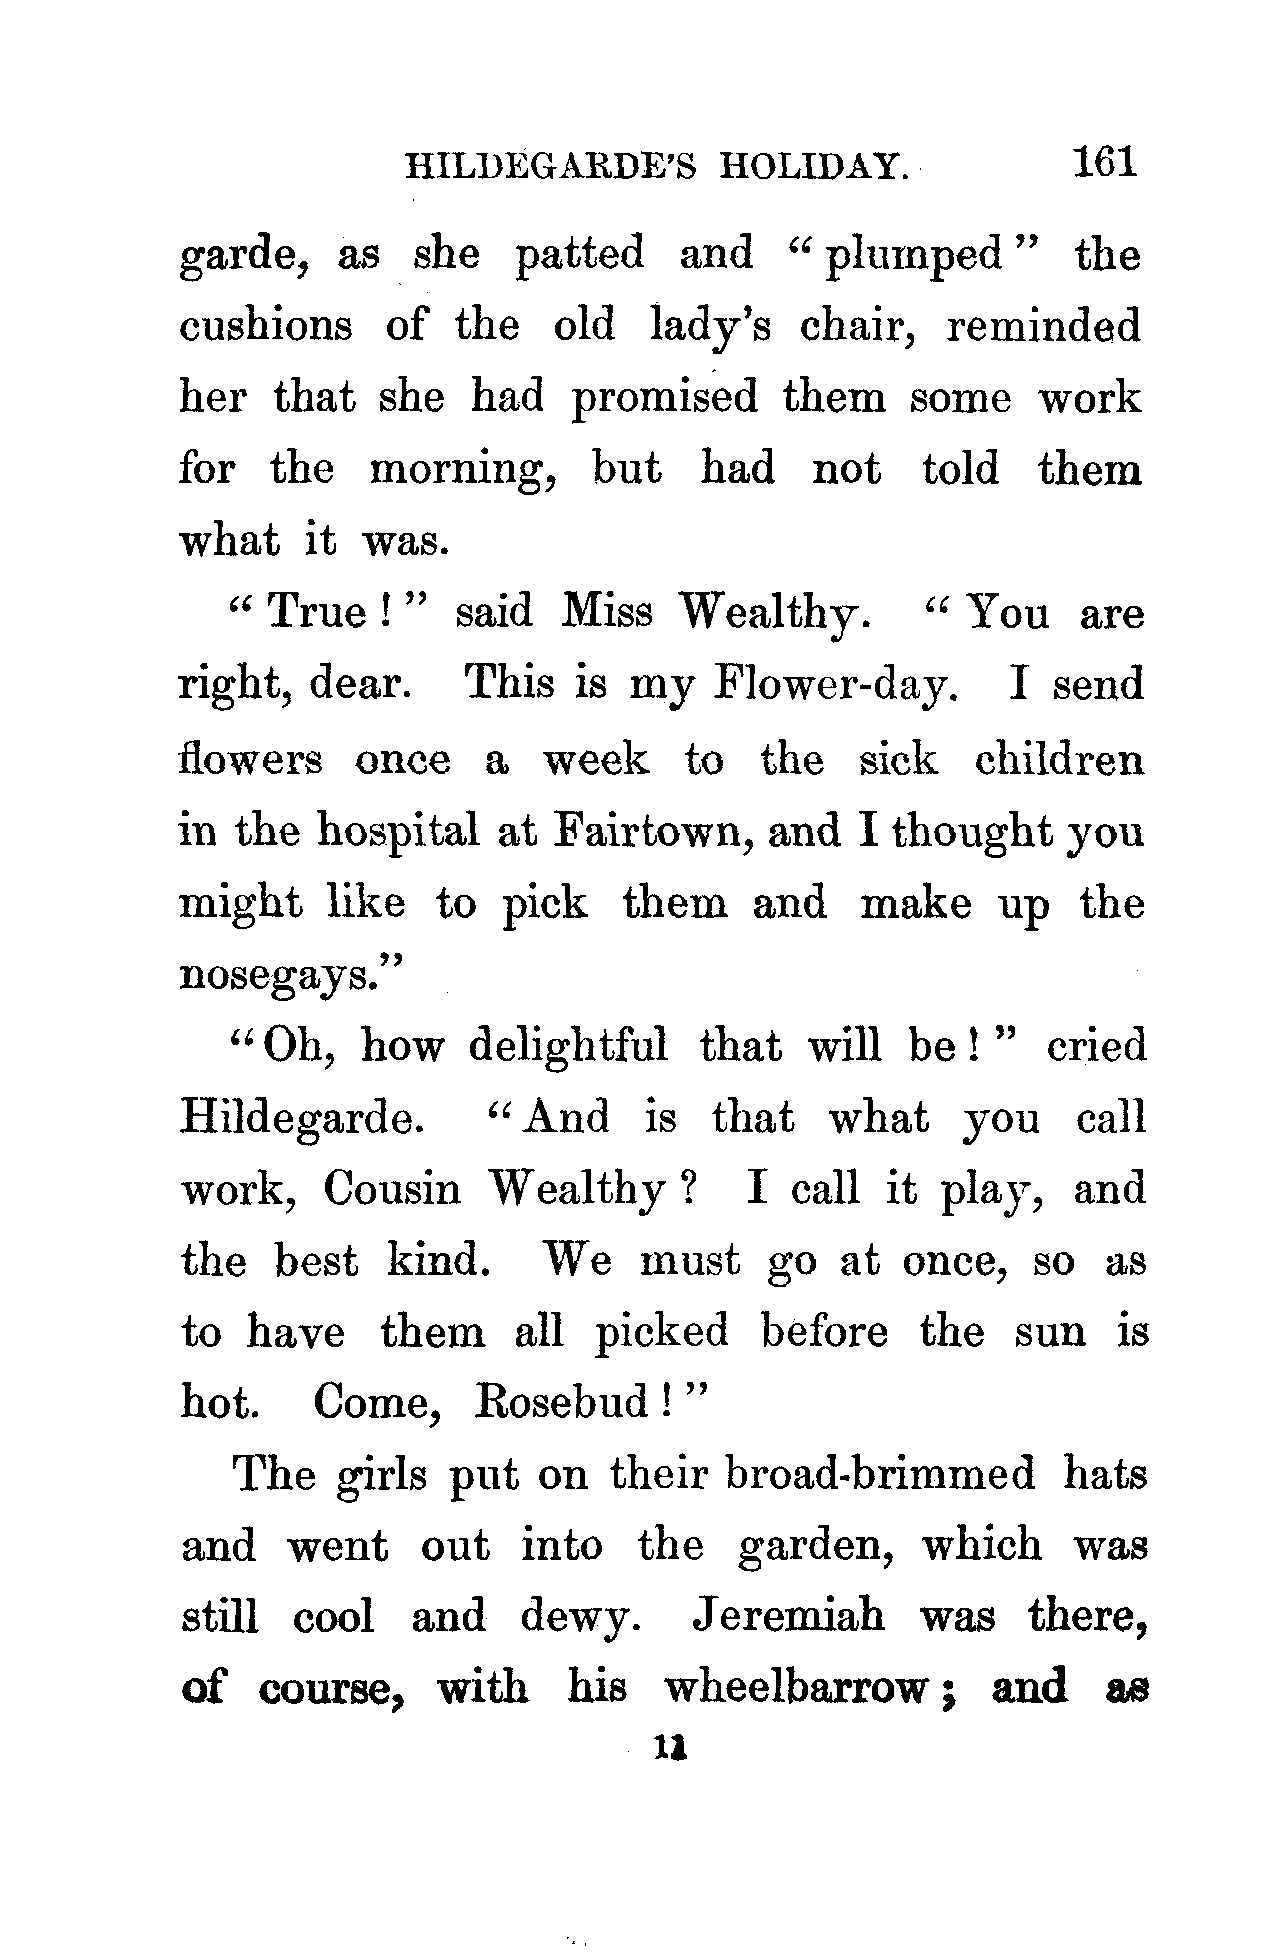 HILDEGARDE'S HOLIDAY. 161
garde, as she patted and “plumped” the
cushions of the old lady's chair, reminded
her that she had promised them some work
for the morning, but had not told them
what it was.
“True!” said Miss Wealthy. “You are
right, dear. This is my Flower-day. I send
flowers once a week to the sick children
in the hospital at Fairtown, and I thought you
might like to pick them and make up the
nosegays.”
“Oh, how delightful that will be!” cried
Hildegarde. “And is that what you call
work, Cousin Wealthy? I call it play, and
the best kind. We must go at once, so as
to have them all picked before the sun is
hot. Come, Rosebud!”
The girls put on their broad-brimmed hats
and went out into the garden, which was
still cool and dewy. Jeremiah was there,
of course, with his wheelbarrow; and as
11